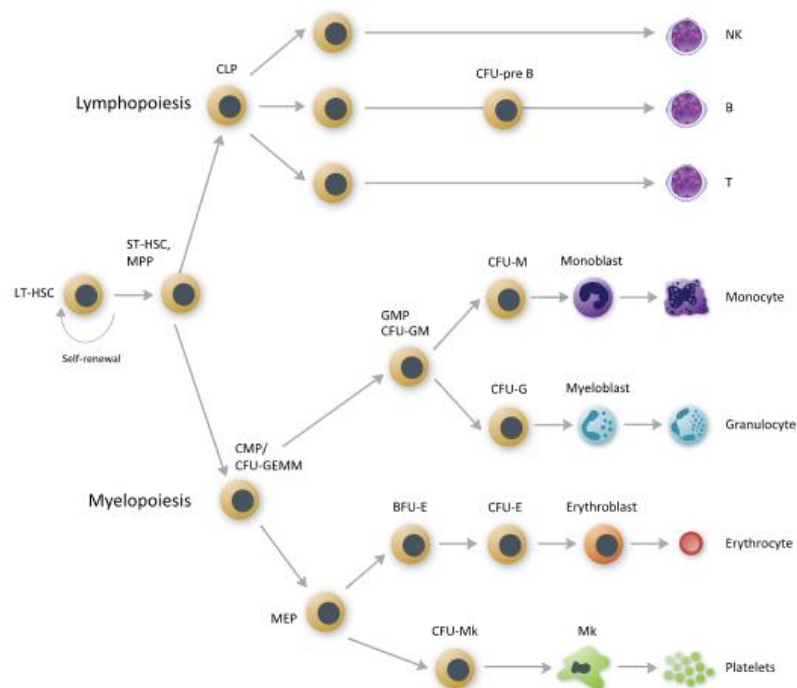 NK
CLP
CFU-pre B
Lymphopoiesis
B
T
ST-HSC,
MPP
LT-HSC
Self-renewal
CFU-M
Monoblast
Monocyte
GMP
CFU-GM
CFU-G
Myeloblast
Granulocyte
CMP/
CFU-GEMM
Myelopoiesis
BFU-E
CFU-E
Erythroblast
Erythrocyte
MEP
CFU-Mk
Mk
Platelets